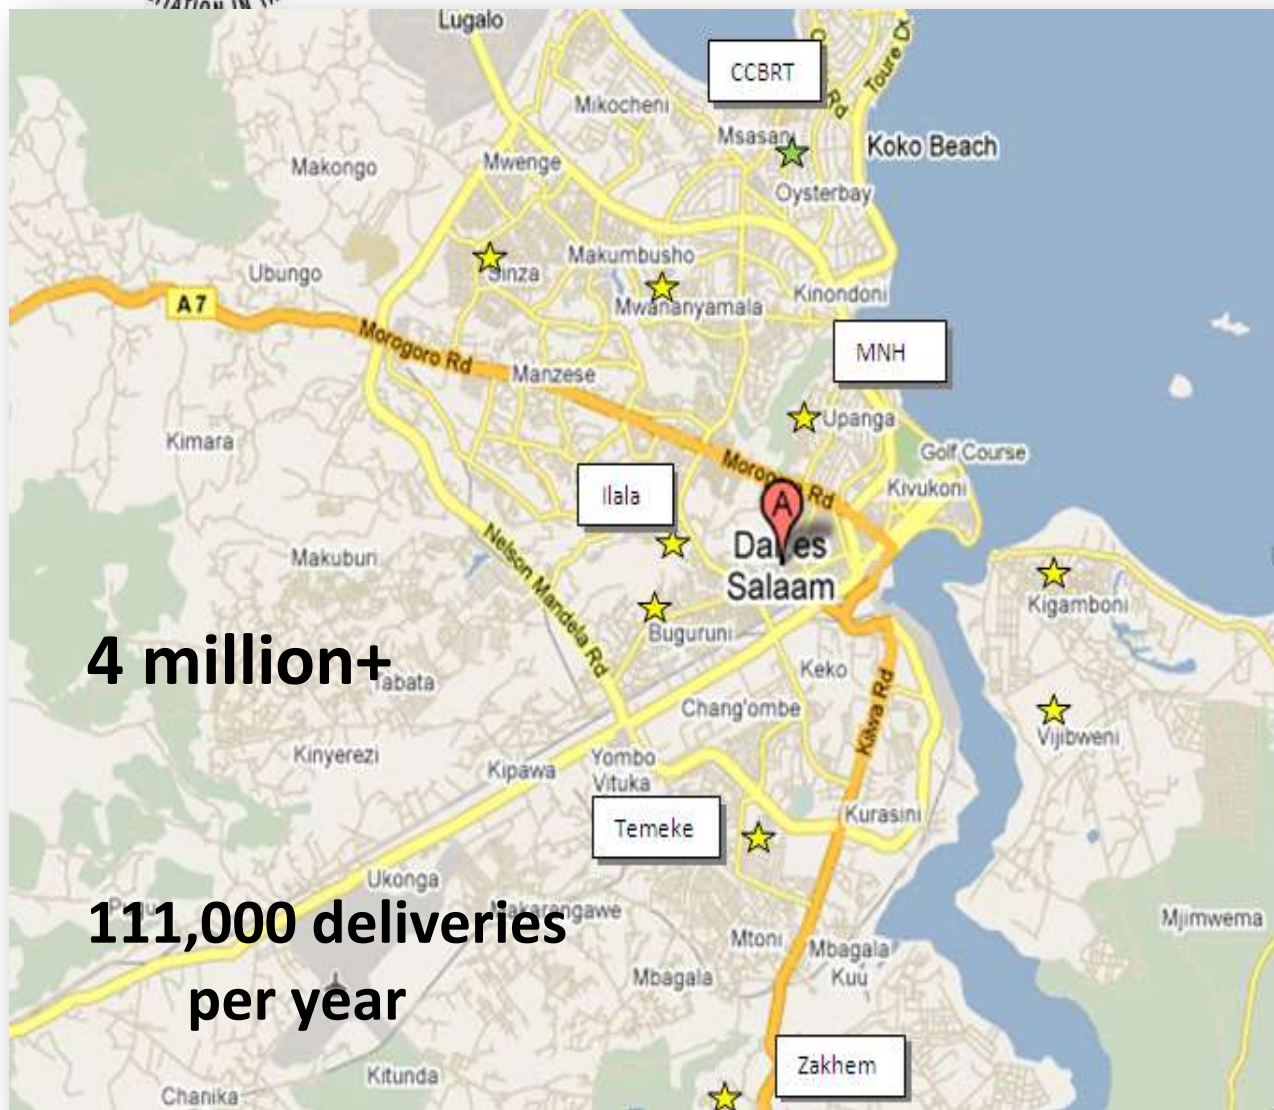 Lugalo
CCBRT
Toure Dr
Rd
Mikocheni
Msasani
Koko Beach
Makongo
Mwenge
Oysterbay
Makumbusho
Sinza
Ubungo
Mwananyamala
Kinondoni
A 7
MNH
Morogoro Rd
Manzese
Upanga
Kimara
Golf Course
Morogoro Rd
Kivukoni
Ilala
A
Dar es
Salaam
Nelson Mandela Rd
Makuburi
Kigamboni
Buguruni
4 million+
Tabata
Keko
Kilwa Rd
Chang'ombe
Vijibweni
Kinyerezi
Kipawa
Yombo
Vituka
Kurasini
Temeke
Ukonga
Makarangawe
111,000 deliveries
per year
Mjimwema
Mtoni
Mbagala
Kuu
Mbagala
Zakhem
Kitunda
Chanika